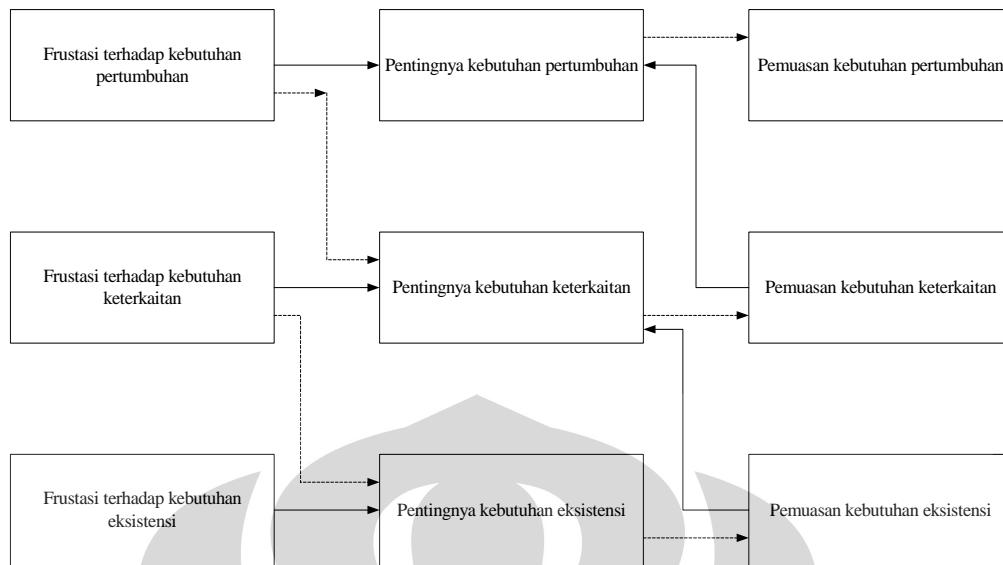 Frustasi terhadap kebutuhan
pertumbuhan
Pentingnya kebutuhan pertumbuhan
Pemuasan kebutuhan pertumbuhan
Frustasi terhadap kebutuhan
keterkaitan
Pentingnya kebutuhan keterkaitan
Pemuasan kebutuhan keterkaitan
Frustasi terhadap kebutuhan
eksistensi
Pentingnya kebutuhan eksistensi
Pemuasan kebutuhan eksistensi